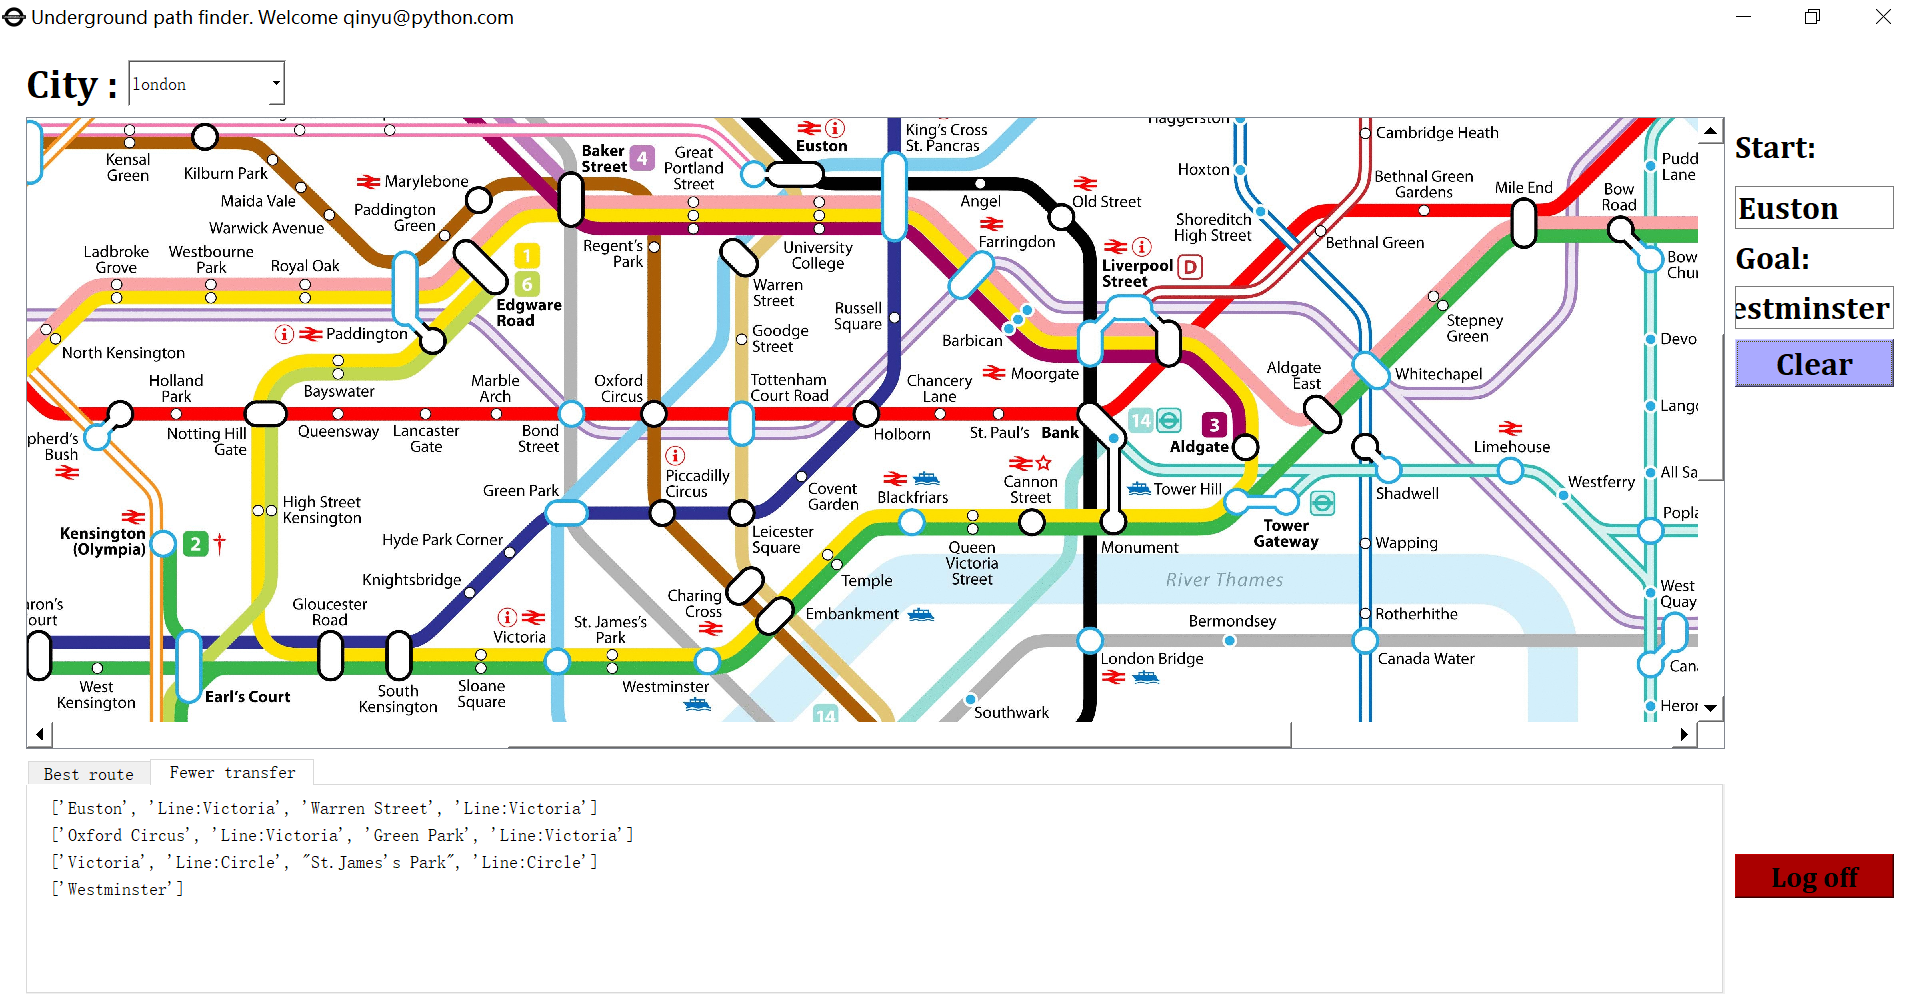 Underground path finder. Welcome qinyu@python.com
City :
london
Kensal
Green
Kilburn Park
Maida Vale
Warwick Avenue
Marylebone
Paddington
Green
Baker
Street
4
Great
Portland
Street
Euston
King's Cross
St. Pancras
Angel
Old Street
Farringdon
Haggerston
Hoxton
Shoreditch
High Street
Cambridge Heath
Bethnal Green
Gardens
Bethnal Green
Mile End
Bow
Road
Pudd
Lane
Bow
Chur
Ladbroke
Grove
Westbourne
Park
Royal Oak
1
6
Edgware
Road
Regent's
Park
University
College
Warren
Street
Goodge
Street
Russell
Square
Barbican
Moorgate
Liverpool
Street
D
Stepney
Green
Devo
Paddington
North Kensington
Holland
Park
Bayswater
Marble
Arch
Oxford
Circus
Tottenham
Court Road
Chancery
Lane
Aldgate
East
Whitechapel
pherd's
Bush
Notting Hill
Gate
Queensway
Lancaster
Gate
Bond
Street
Holborn
St. Paul's
Bank
14
3
Aldgate
Limehouse
Lang
Piccadilly
Circus
Green Park
Covent
Garden
Blackfriars
Cannon
Street
Tower Hill
Shadwell
Westferry
All Sa
High Street
Kensington
Kensington
(Olympia)
2
Hyde Park Corner
Leicester
Square
Queen
Victoria
Street
Monument
Tower
Gateway
Wapping
Popla
Knightsbridge
Temple
River Thames
West
Quay
ron's
ourt
Gloucester
Road
Victoria
St. James's
Park
Charing
Cross
Embankment
Bermondsey
Rotherhithe
West
Kensington
Earl's Court
South
Kensington
Sloane
Square
Westminster
14
Southwark
London Bridge
Canada Water
Can
Heror
Start:
Euston
Goal:
estminster
Clear
Log off
Best route
Fewer transfer
['Euston', 'Line:Victoria', 'Warren Street', 'Line:Victoria']
['Oxford Circus', 'Line:Victoria', 'Green Park', 'Line:Victoria']
['Victoria', 'Line:Circle', "St.James's Park", 'Line:Circle']
['Westminster']